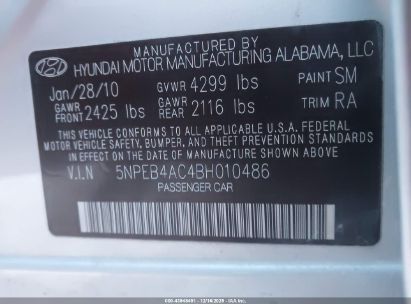 MANUFACTURED BY
HYUNDAI MOTOR MANUFACTURING ALABAMA, LLC
Jan/28/10 GVWR 4299 lbs PAINT SM
GAWR FRONT 2425 lbs GAWR REAR 2116 lbs TRIM RA
THIS VEHICLE CONFORMS TO ALL APPLICABLE U.S.A. FEDERAL
MOTOR VEHICLE SAFETY, BUMPER, AND THEFT PREVENTION
STANDARDS IN EFFECT ON THE DATE OF MANUFACTURE SHOWN ABOVE.
V.I.N 5NPEB4AC4BH010486
PASSENGER CAR